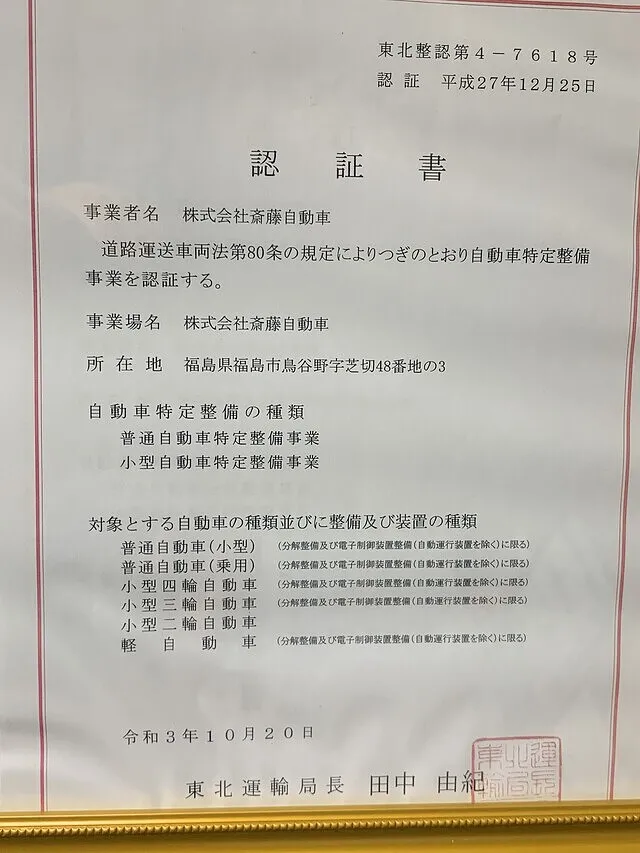 東北整認第４－７６１８号
認 証 平成27年12月25日
認 証 書
事業者名 株式会社斎藤自動車
道路運送車両法第80条の規定によりつぎのとおり自動車特定整備
事業を認証する。
事業場名 株式会社斎藤自動車
所 在 地 福島県福島市鳥谷野字芝切48番地の3
自動車特定整備の種類
普通自動車特定整備事業
小型自動車特定整備事業
対象とする自動車の種類並びに整備及び装置の種類
普通自動車(小型) (分解整備及び電子制御装置整備(自動運行装置を除く)に限る)
普通自動車(乗用) (分解整備及び電子制御装置整備(自動運行装置を除く)に限る)
小型四輪自動車 (分解整備及び電子制御装置整備(自動運行装置を除く)に限る)
小型三輪自動車 (分解整備及び電子制御装置整備(自動運行装置を除く)に限る)
小型二輪自動車
軽自動車 (分解整備及び電子制御装置整備(自動運行装置を除く)に限る)
令和３年１０月２０日
東北運輸局長 田中 由紀
東北運
輸局長